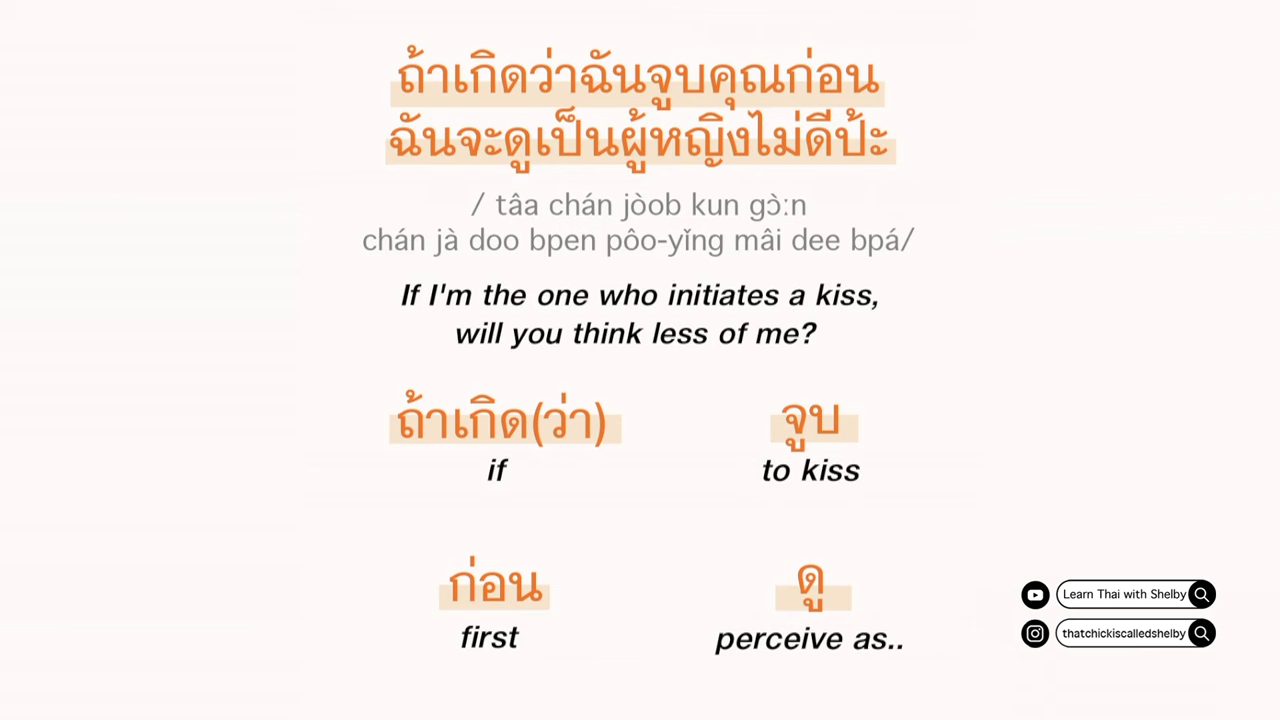 ถ้าเกิดว่าฉันจูบคุณก่อน
ฉันจะดูเป็นผู้หญิงไม่ดีป้ะ
/ tâa chán jòob kun gɔ̀ːn
chán jà doo bpen pôo-yǐng mâi dee bpá/
If I'm the one who initiates a kiss,
will you think less of me?
ถ้าเกิด(ว่า)
if
จูบ
to kiss
ก่อน
first
ดู
perceive as..
Learn Thai with Shelby
thatchickiscalledshelby